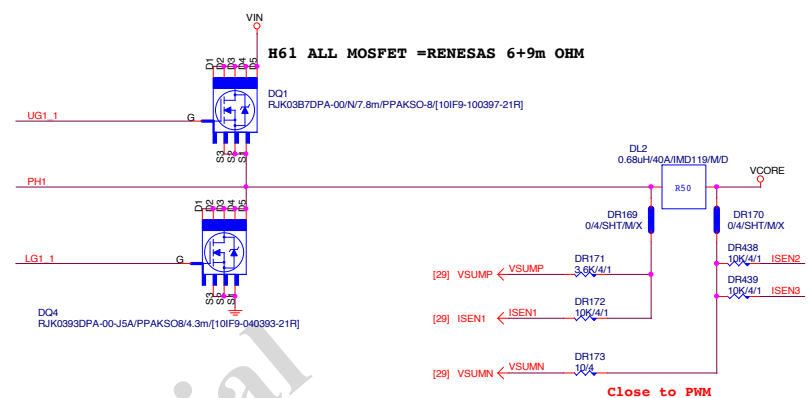 VIN
H61 ALL MOSFET =RENESAS 6+9m OHM
D1
D2
D3
D4
D5
DQ1
RJK03B7DPA-00/N/7.8m/PPAKSO-8/[10IF9-100397-21R]
UG1_1
G
S3
S2
S1
DL2
0.68uH/40A/IMD119/M/D
VCORE
PH1
R50
D1
D2
D3
D4
D5
DR169
0/4/SHT/M/X
DR170
0/4/SHT/M/X
LG1_1
G
DR438
10K/4/1
ISEN2
DR171
3.6K/4/1
[29] VSUMP
VSUMP
DR439
10K/4/1
ISEN3
S3
S2
S1
DQ4
RJK0393DPA-00-J5A/PPAKSO8/4.3m/[10IF9-040393-21R]
DR172
10K/4/1
[29] ISEN1
ISEN1
DR173
10/4
[29] VSUMN
VSUMN
Close to PWM